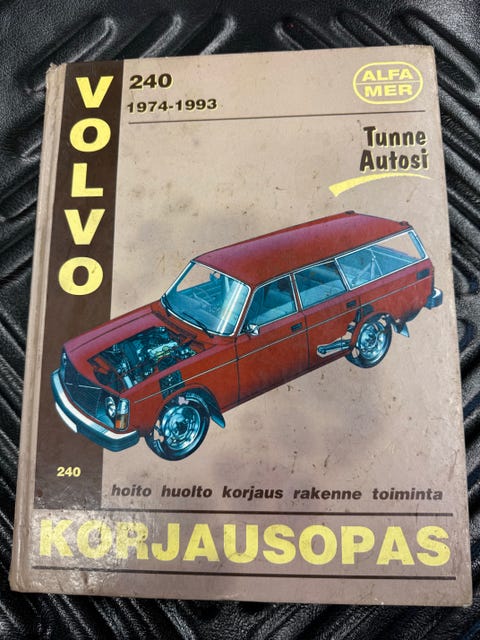 VOLVO
240
1974-1993
ALFA
MER
Tunne
Autosi
240
hoito huolto korjaus rakenne toiminta
KORJAUSOPAS